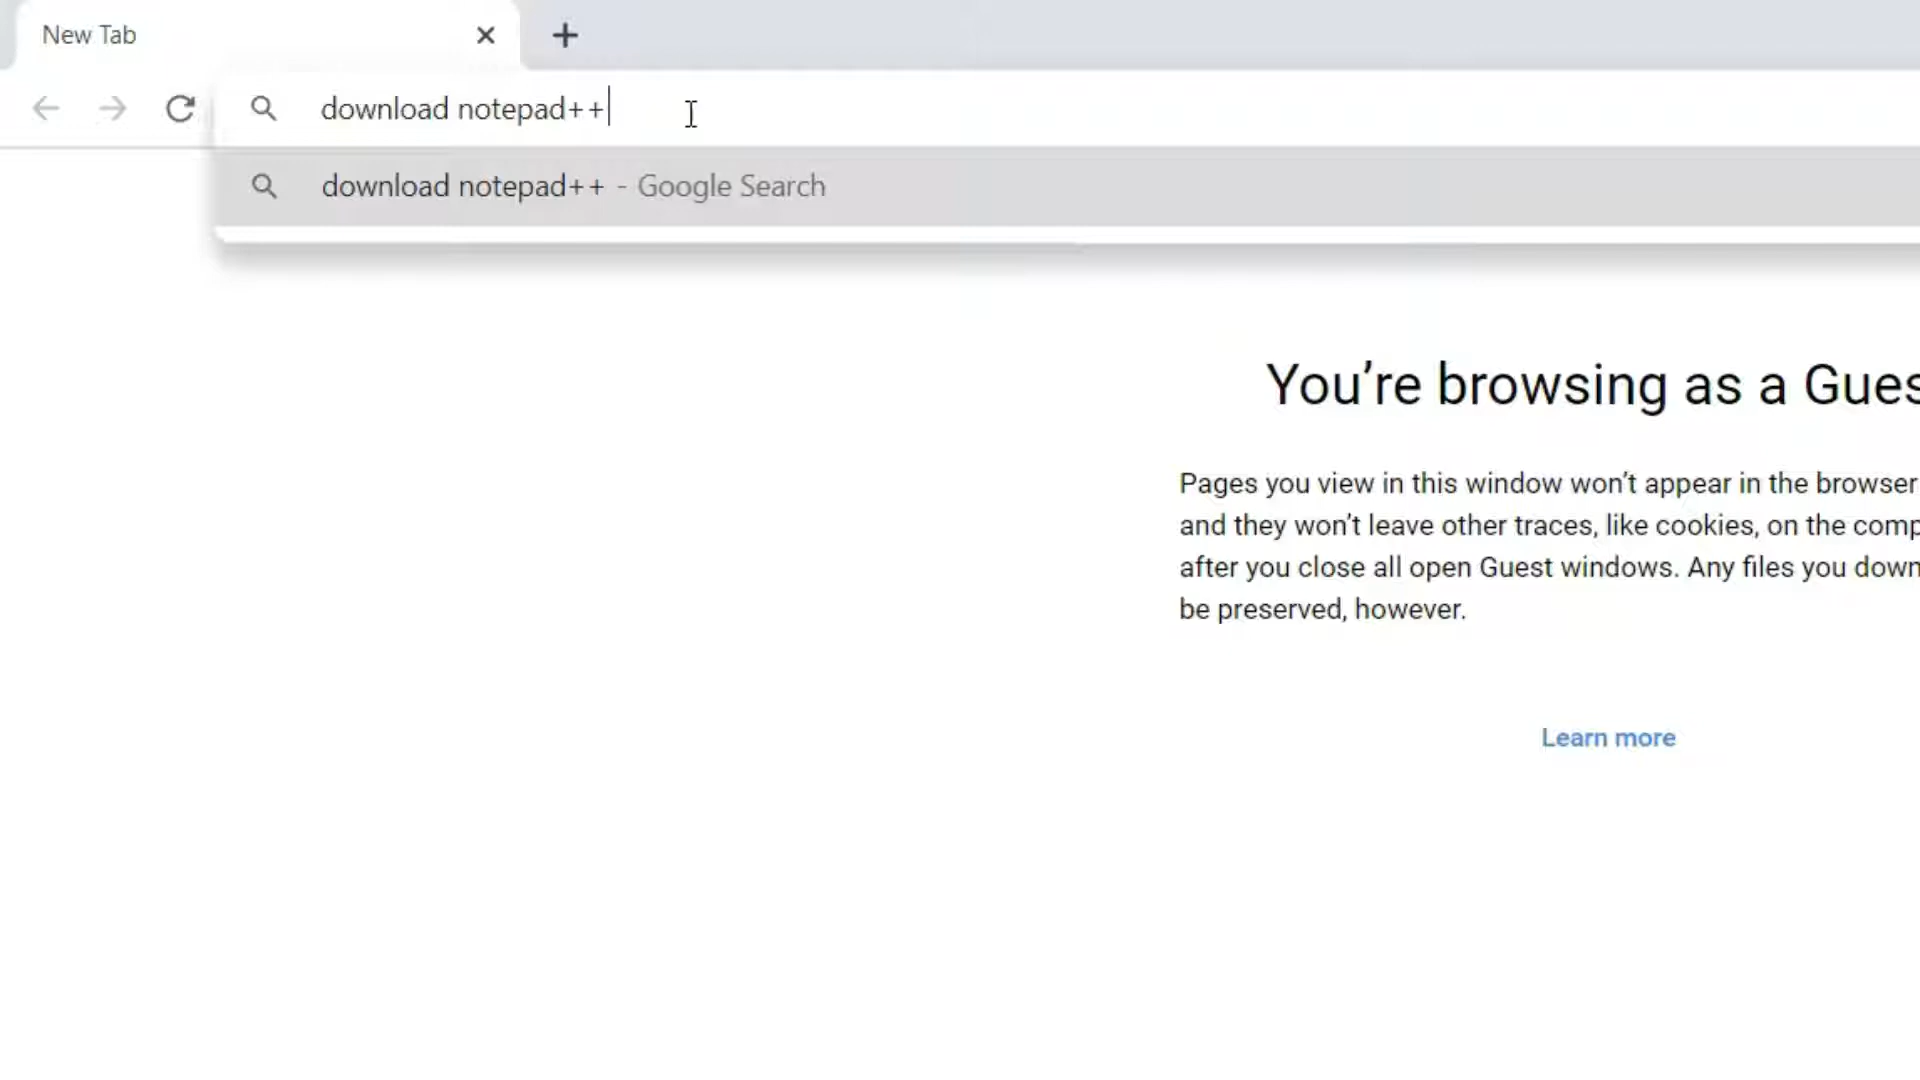 New Tab
download notepad++
download notepad++ - Google Search
You’re browsing as a Gues
Pages you view in this window won’t appear in the browser
and they won’t leave other traces, like cookies, on the comp
after you close all open Guest windows. Any files you down
be preserved, however.
Learn more